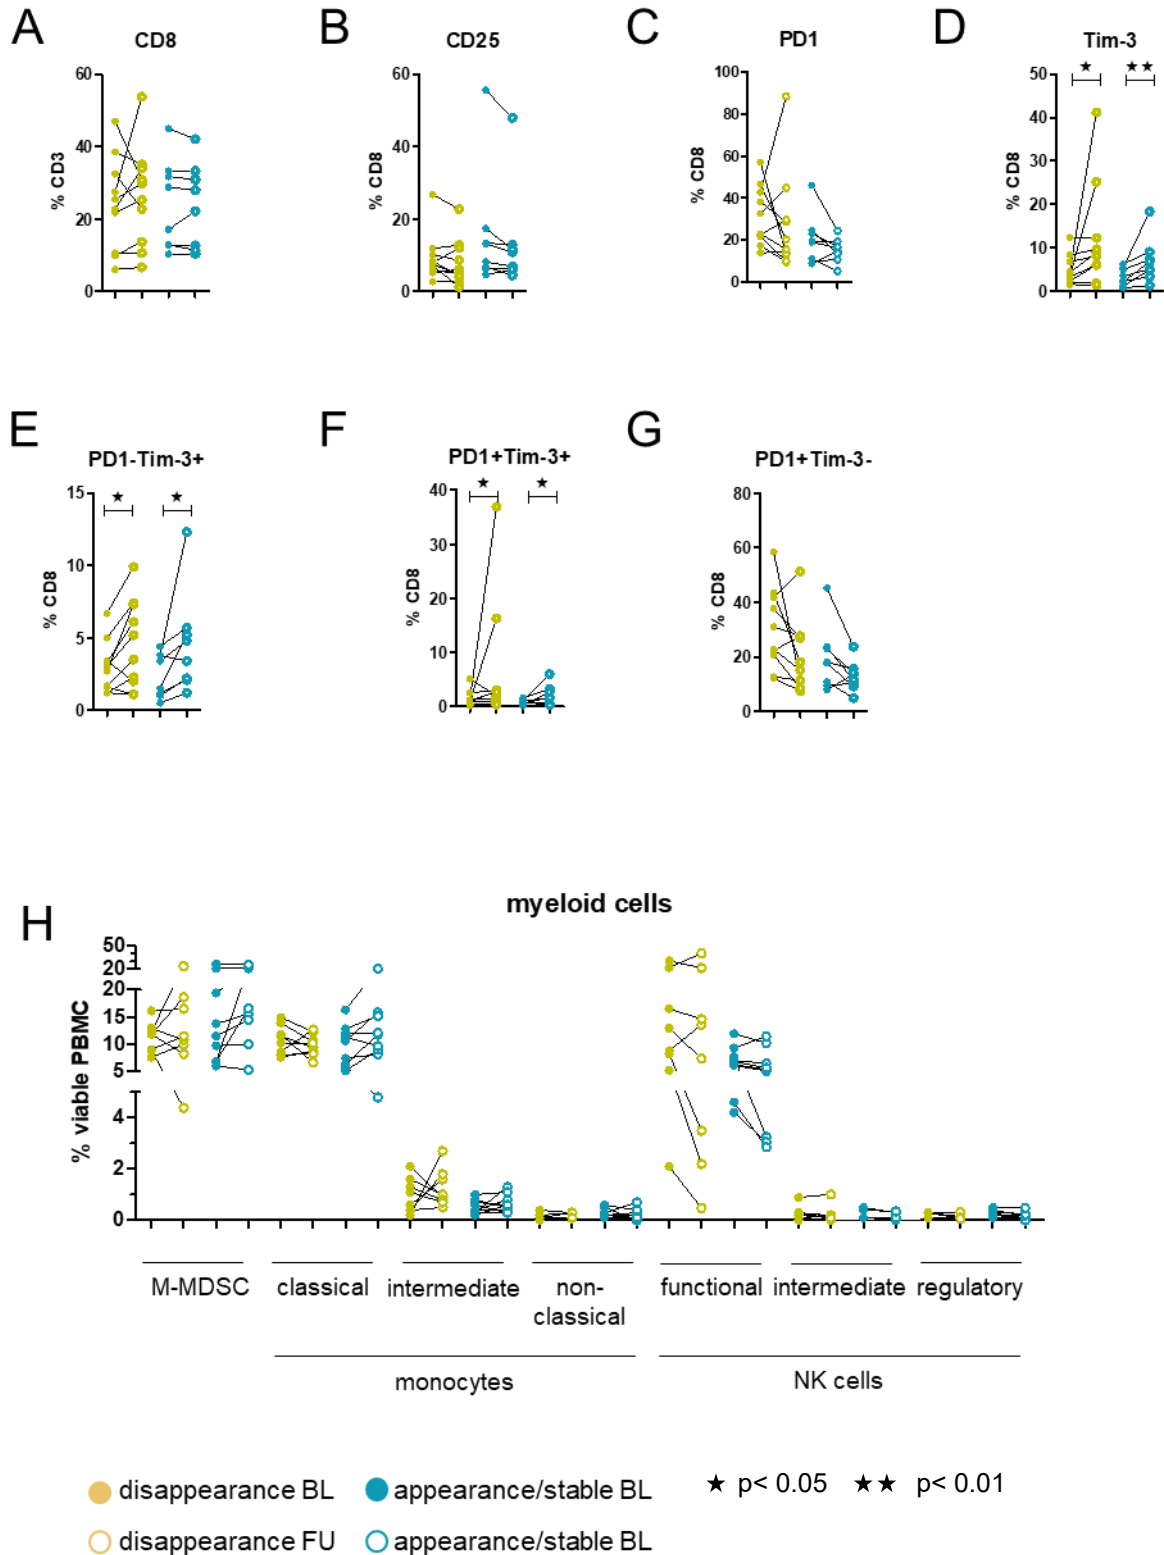 A B C D
CD8 CD25 PD1 Tim-3
★ ★★
60 60 100 50
80 40
40 40 60 30
% CD3 % CD8 % CD8 % CD8
20 20 40 20
20 10
0 0 0 0
E F G
PD1-Tim-3+ PD1+Tim-3+ PD1+Tim-3-
★ ★ ★ ★
15 40 80
30 60
10
% CD8 % CD8 % CD8
20 40
5
10 20
0 0 0
H
myeloid cells
50
20
20
15
10
5
4
2
0
% viable PBMC
M-MDSC classical intermediate non-classical functional intermediate regulatory
monocytes NK cells
disappearance BL appearance/stable BL ★ p< 0.05 ★★ p< 0.01
disappearance FU appearance/stable BL